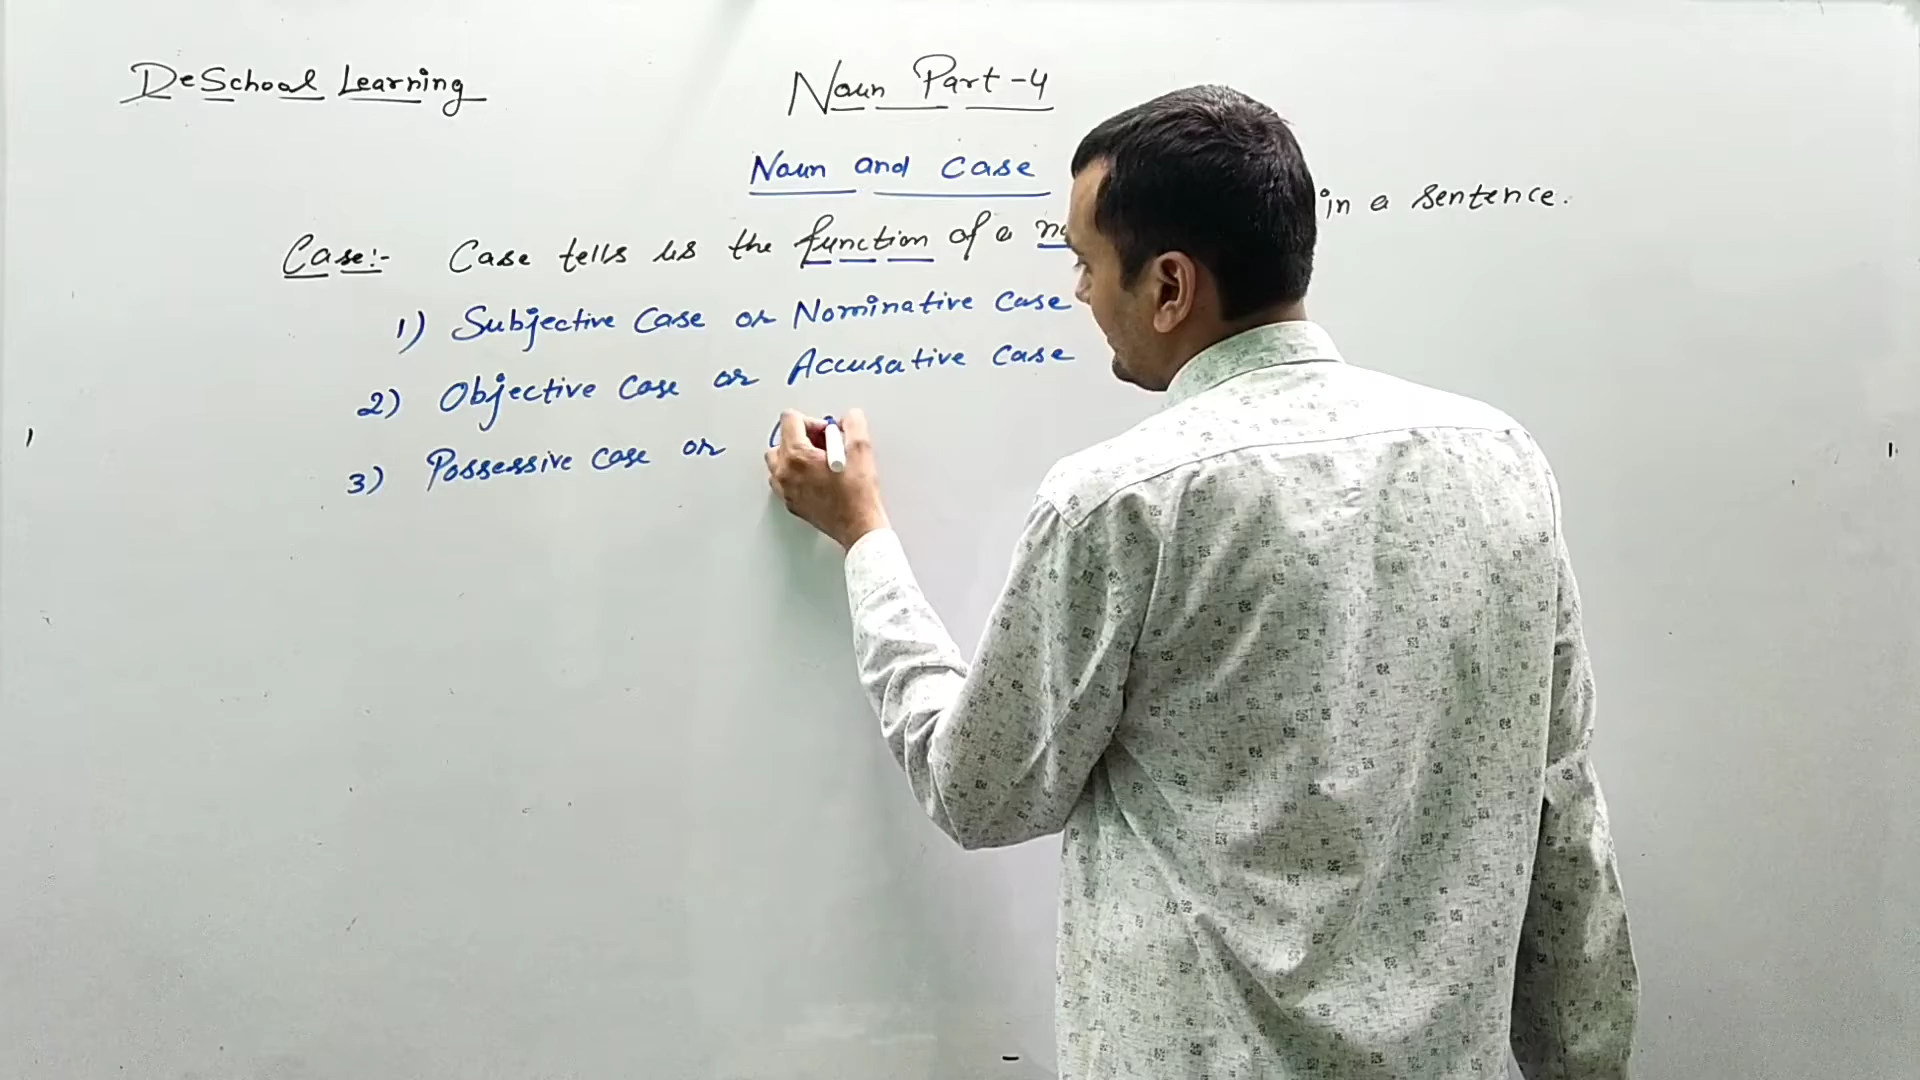 DeSchool Learning
Noun Part-4
Noun and Case
Case:- Case tells us the function of a in a sentence.
1) Subjective Case or Nominative Case
2) Objective Case or Accusative Case
3) Possessive Case or